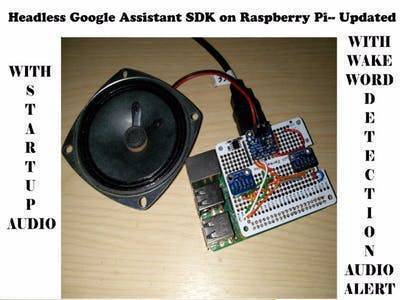 Headless Google Assistant SDK on Raspberry Pi-- Updated
WITH
S
T
A
R
T
U
P
AUDIO
WITH
WAKE
WORD
D
E
T
E
C
T
I
O
N
AUDIO
ALERT